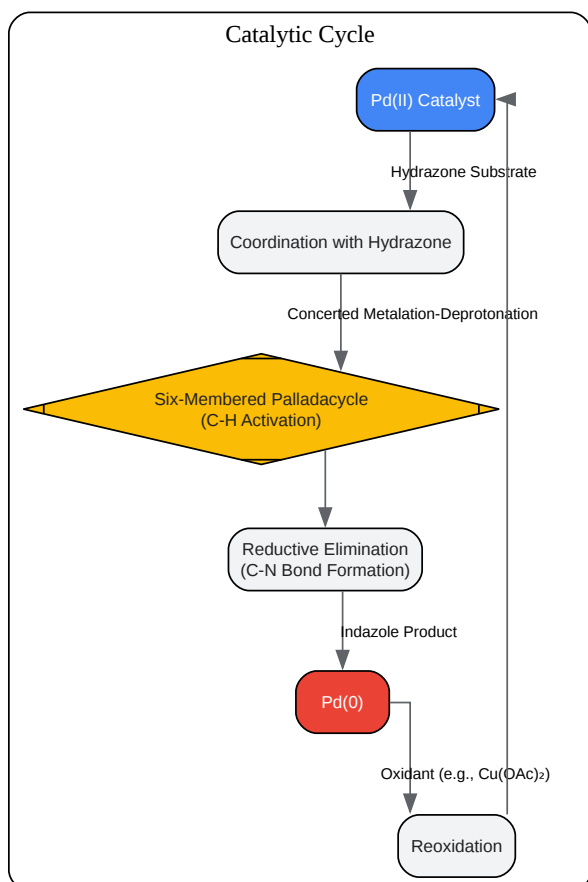 Catalytic Cycle
Pd(II) Catalyst
Hydrazone Substrate
Coordination with Hydrazone
Concerted Metalation-Deprotonation
Six-Membered Palladacycle
(C-H Activation)
Reductive Elimination
(C-N Bond Formation)
Indazole Product
Pd(0)
Oxidant (e.g., Cu(OAc)₂)
Reoxidation